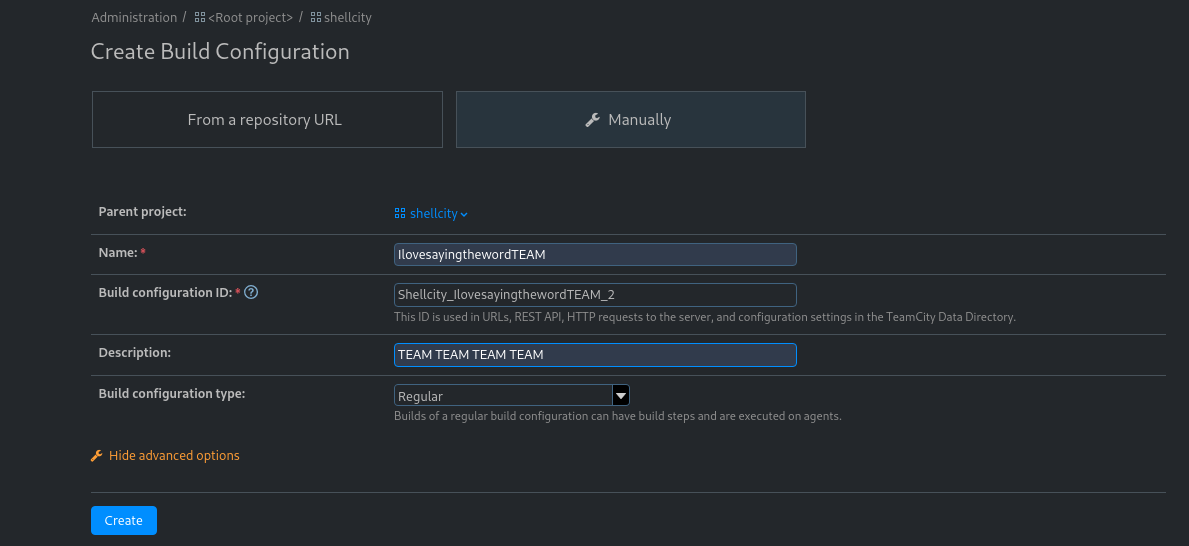 Administration / <Root project> / shellcity
Create Build Configuration
From a repository URL
Manually
Parent project: shellcity
Name: * IlovesayingthewordTEAM
Build configuration ID: * ? Shellcity_IlovesayingthewordTEAM_2
This ID is used in URLs, REST API, HTTP requests to the server, and configuration settings in the TeamCity Data Directory.
Description: TEAM TEAM TEAM TEAM
Build configuration type: Regular
Builds of a regular build configuration can have build steps and are executed on agents.
Hide advanced options
Create